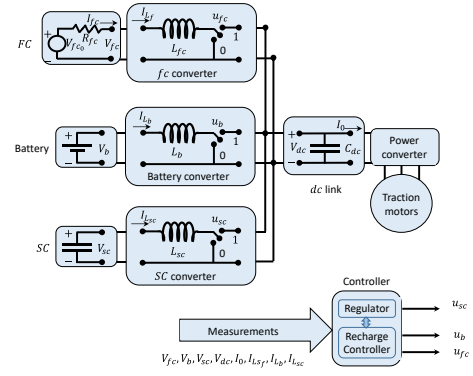 I_fc
I_Lf
u_fc
FC
+
V_fc0
R_fc
V_fc
−
L_fc
1
0
fc converter
I_Lb
u_b
Battery
+
V_b
−
L_b
1
0
Battery converter
+
V_dc
−
I_0
C_dc
dc link
Power
converter
Traction
motors
I_Lsc
u_sc
SC
+
V_sc
−
L_sc
1
0
SC converter
Controller
Regulator
Recharge
Controller
u_sc
u_b
u_fc
Measurements
V_fc, V_b, V_sc, V_dc, I_0, I_Lsf, I_Lb, I_Lsc